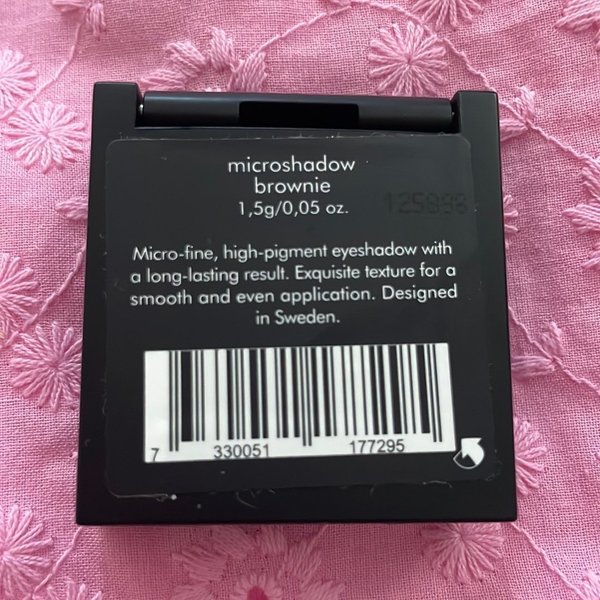 microshadow
brownie
1,5g/0,05 oz.
Micro-fine, high-pigment eyeshadow with
a long-lasting result. Exquisite texture for a
smooth and even application. Designed
in Sweden.
7 330051 177295